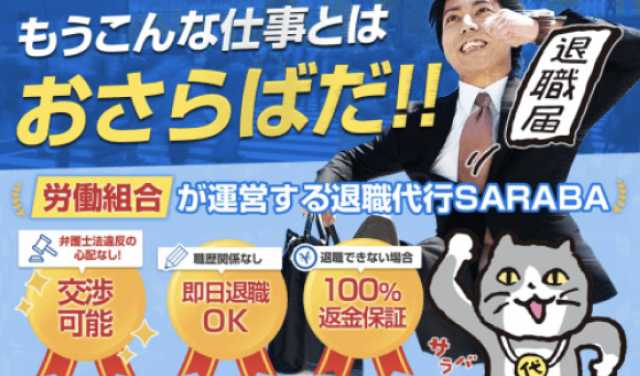 もうこんな仕事とは
おさらばだ!!
退職届
労働組合が運営する退職代行SARABA
弁護士法違反の
心配なし!
交渉
可能
職歴関係なし
即日退職
OK
退職できない場合
100%
返金保証
サラバ
代